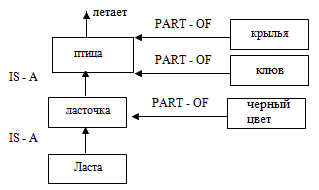 летает
PART - OF
крылья
птица
PART - OF
клюв
IS - A
ласточка
PART - OF
черный
цвет
IS - A
Ласта